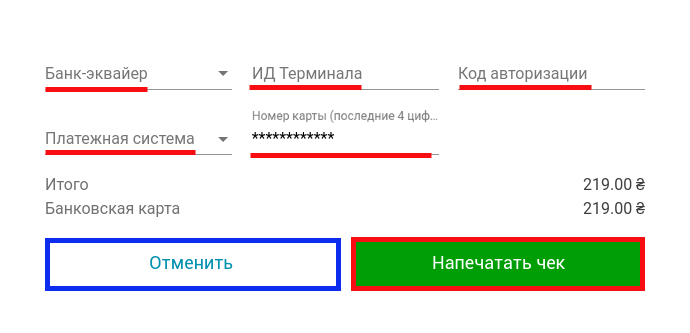 Банк-эквайер ИД Терминала Код авторизации
Номер карты (последние 4 циф...
Платежная система ************
Итого 219.00 ₴
Банковская карта 219.00 ₴
Отменить Напечатать чек